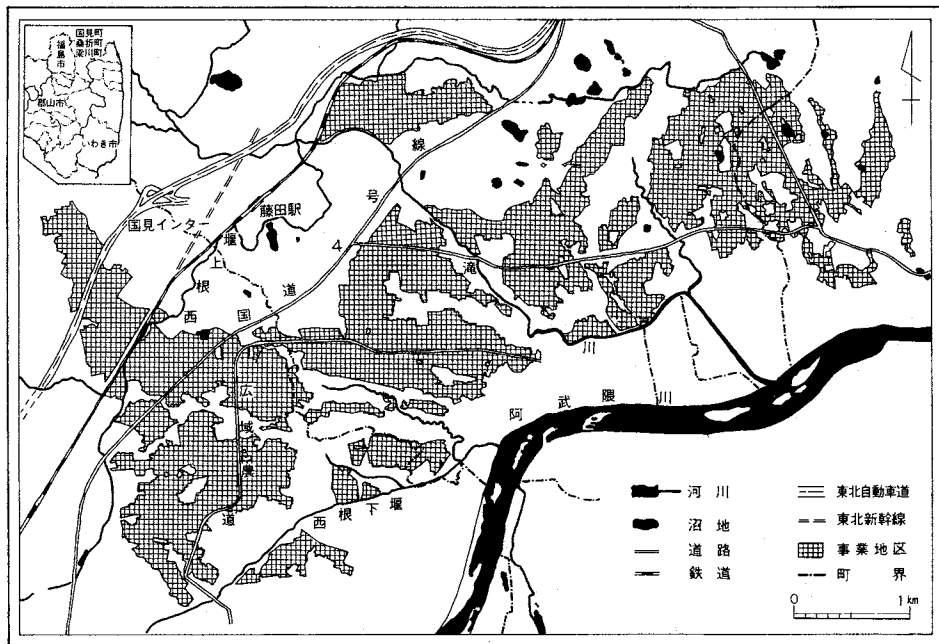 国見町
桑折町
梁川町
福島市
郡山市
いわき市
国見インター
藤田駅
国道4号線
西根上堰
滝川
広域農道
阿武隈川
西根下堰
河川
沼地
道路
鉄道
東北自動車道
東北新幹線
事業地区
町界
0 1km